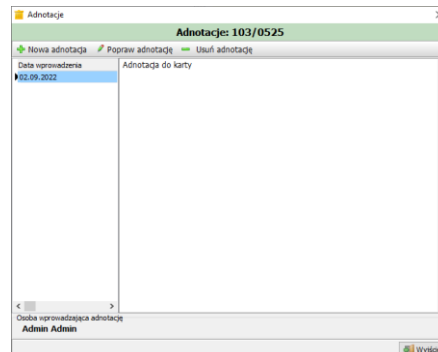 Adnotacje
Adnotacje: 103/0525
Nowa adnotacja Popraw adnotację Usuń adnotację
Data wprowadzenia
02.09.2022
Adnotacja do karty
Osoba wprowadzająca adnotację
Admin Admin